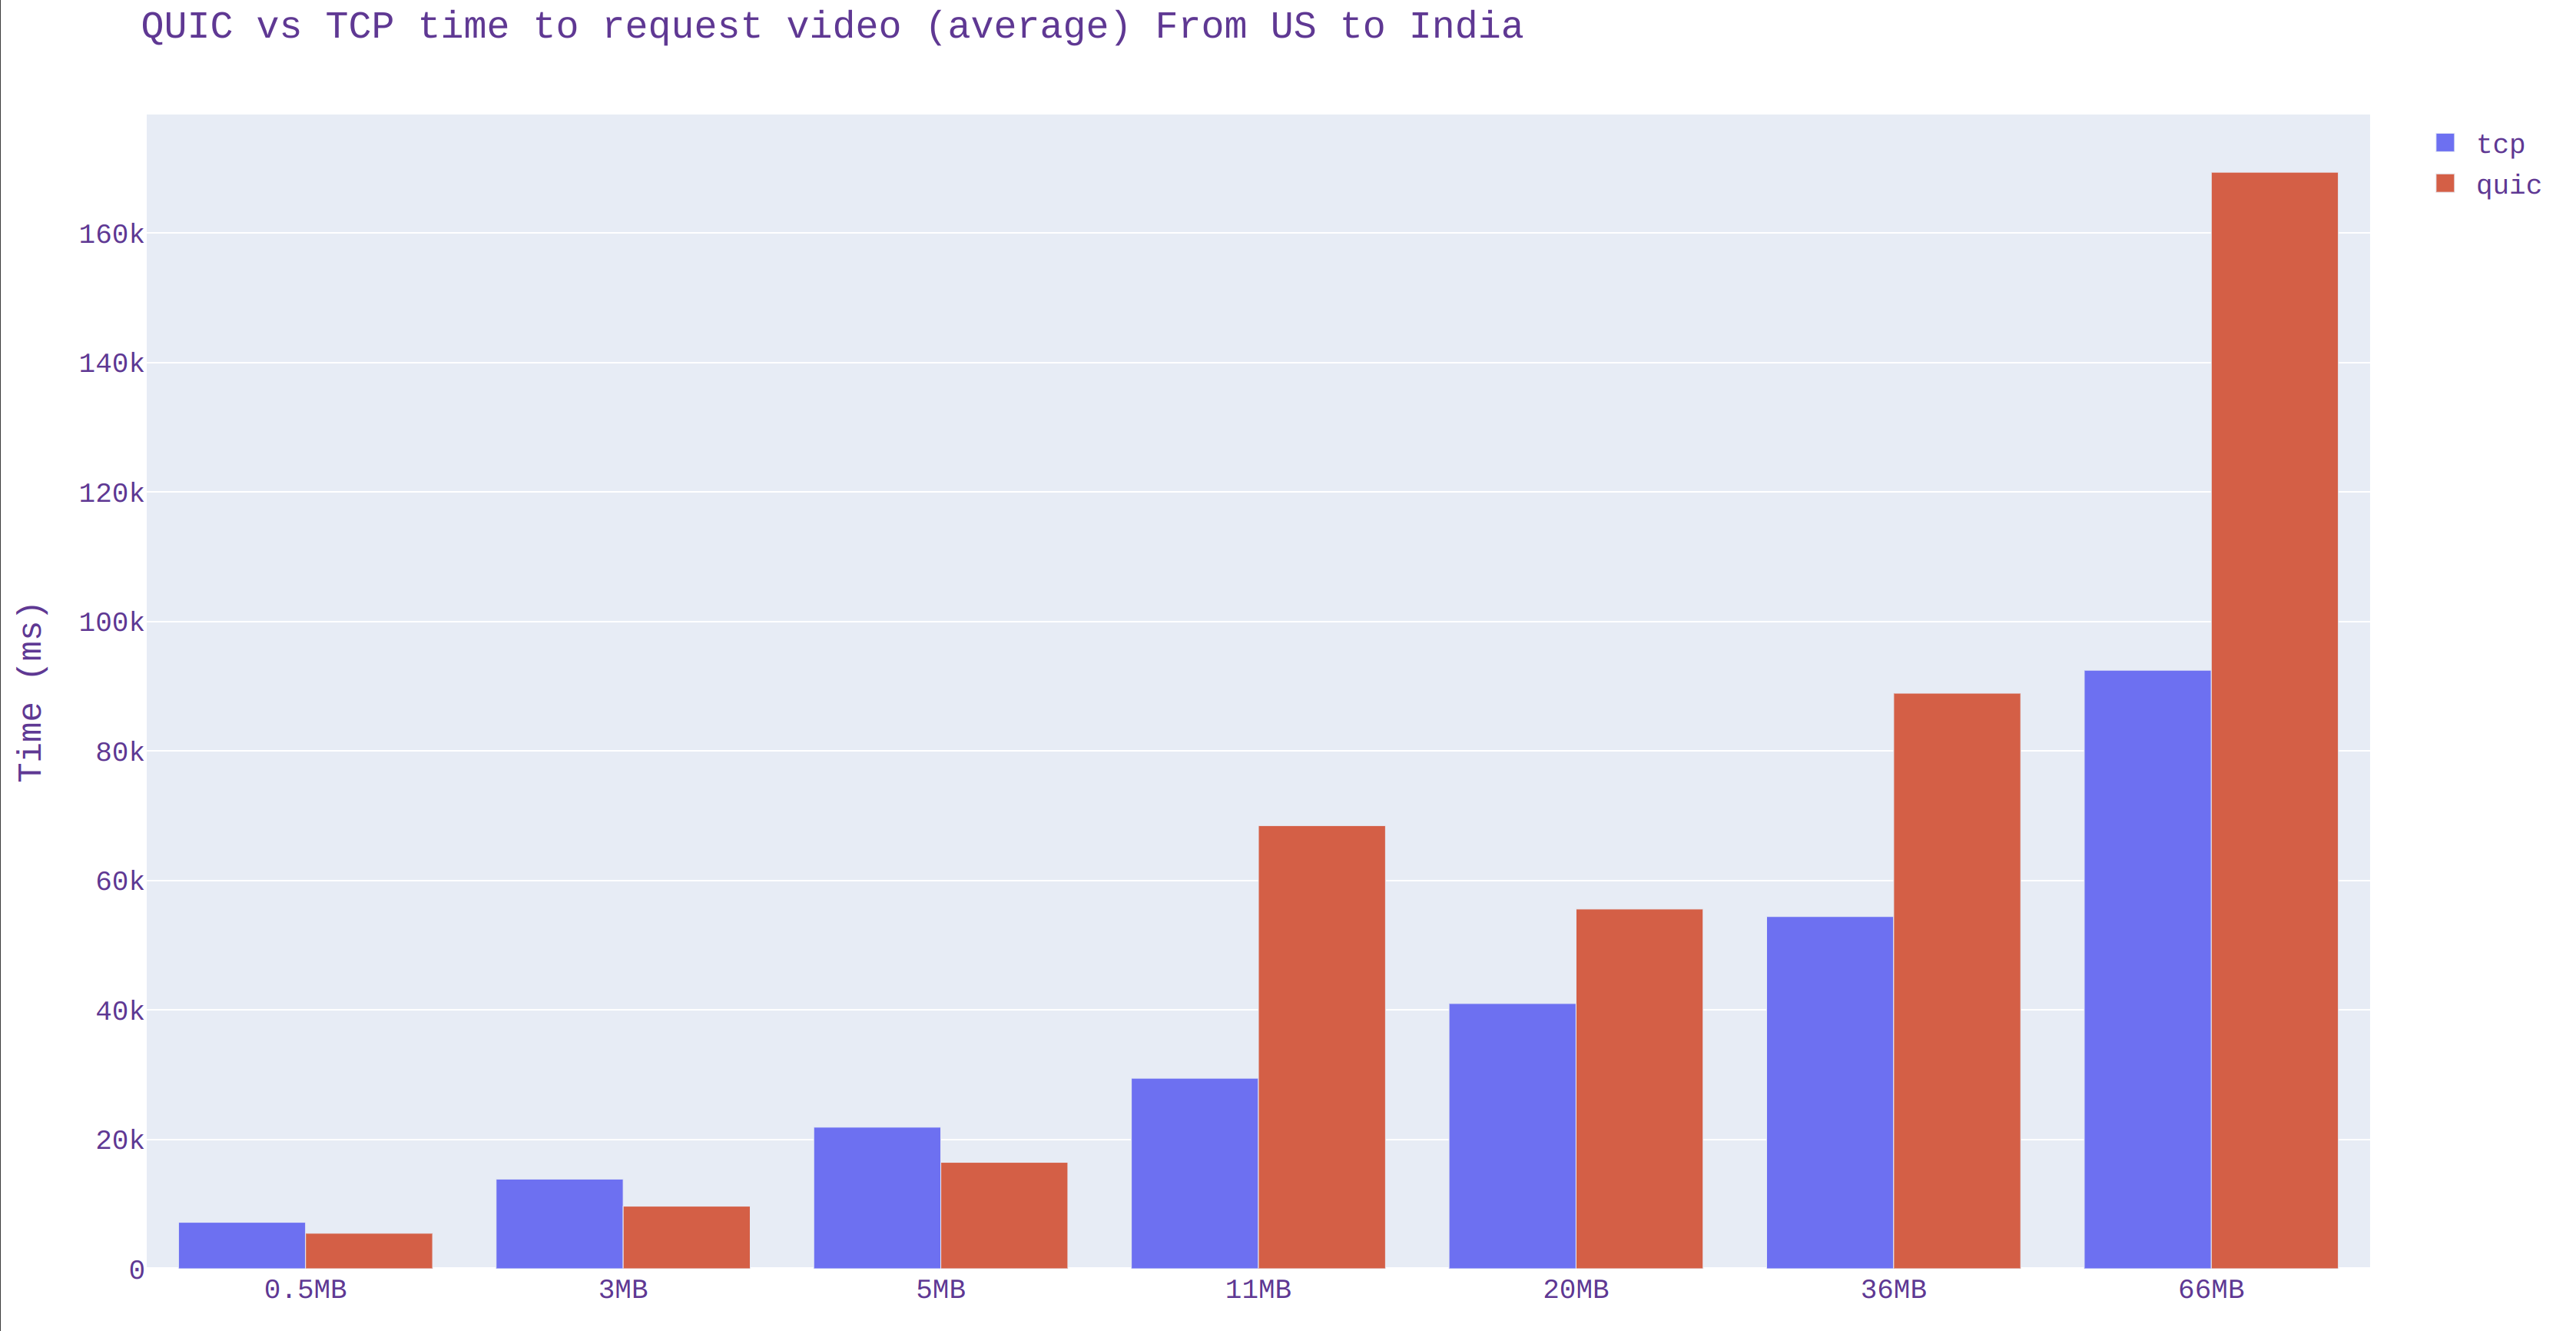 QUIC vs TCP time to request video (average) From US to India
tcp
quic
Time (ms)
160k
140k
120k
100k
80k
60k
40k
20k
0
0.5MB 3MB 5MB 11MB 20MB 36MB 66MB